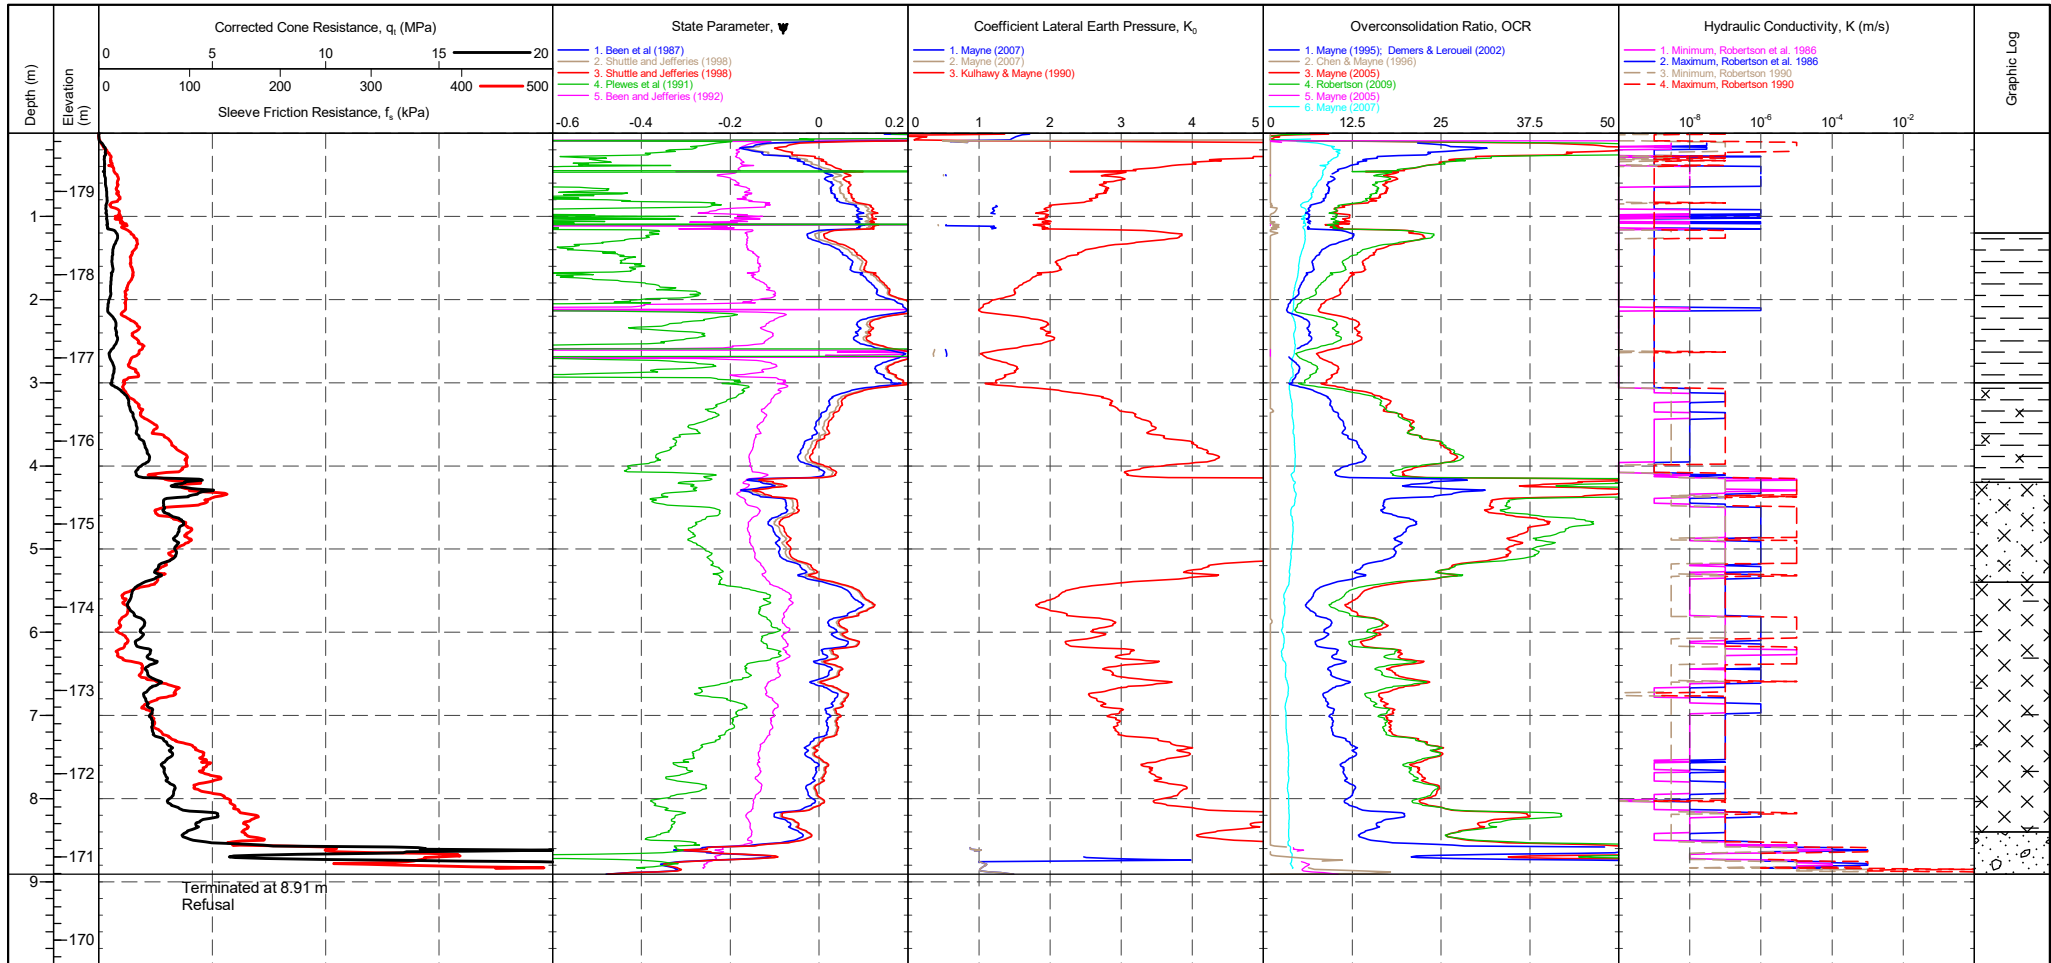 Depth (m)
Elevation (m)
Corrected Cone Resistance, qt (MPa)
0 5 10 15 20
0 100 200 300 400 500
Sleeve Friction Resistance, fs (kPa)
State Parameter, Ψ
1. Been et al (1987)
2. Shuttle and Jefferies (1998)
3. Shuttle and Jefferies (1998)
4. Plewes et al (1991)
5. Been and Jefferies (1992)
-0.6 -0.4 -0.2 0 0.2
Coefficient Lateral Earth Pressure, K0
1. Mayne (2007)
2. Mayne (2007)
3. Kulhawy & Mayne (1990)
0 1 2 3 4 5
Overconsolidation Ratio, OCR
1. Mayne (1995); Demers & Leroueil (2002)
2. Chen & Mayne (1996)
3. Mayne (2005)
4. Robertson (2009)
5. Mayne (2005)
6. Mayne (2007)
0 12.5 25 37.5 50
Hydraulic Conductivity, K (m/s)
1. Minimum, Robertson et al. 1986
2. Maximum, Robertson et al. 1986
3. Minimum, Robertson 1990
4. Maximum, Robertson 1990
10-8 10-6 10-4 10-2
Graphic Log
179
1
178
2
177
3
176
4
175
5
174
6
173
7
172
8
171
9
170
Terminated at 8.91 m
Refusal